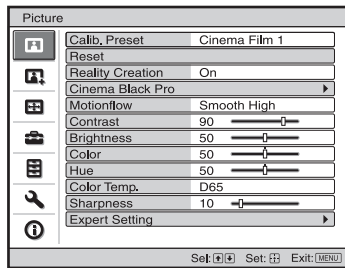 Picture
Calib. Preset Cinema Film 1
Reset
Reality Creation On
Cinema Black Pro
Motionflow Smooth High
Contrast 90
Brightness 50
Color 50
Hue 50
Color Temp. D65
Sharpness 10
Expert Setting
Sel: Set: Exit: MENU